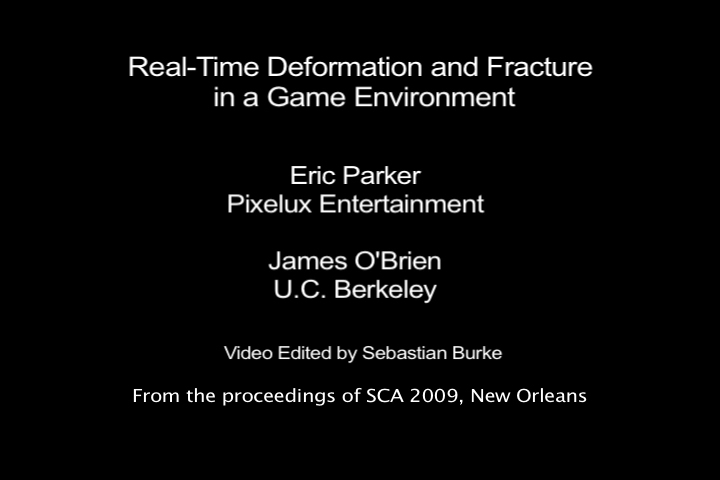 Real-Time Deformation and Fracture
in a Game Environment
Eric Parker
Pixelux Entertainment
James O'Brien
U.C. Berkeley
Video Edited by Sebastian Burke
From the proceedings of SCA 2009, New Orleans